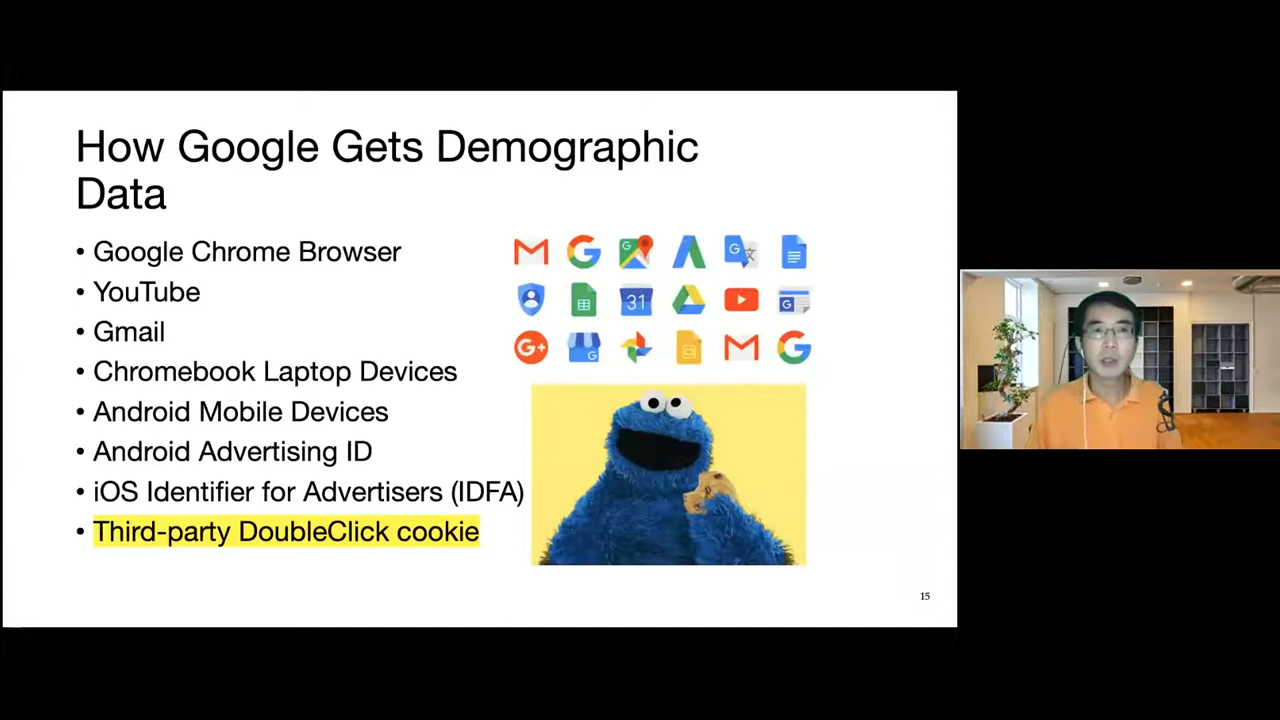 How Google Gets Demographic
Data
• Google Chrome Browser
• YouTube
• Gmail
• Chromebook Laptop Devices
• Android Mobile Devices
• Android Advertising ID
• iOS Identifier for Advertisers (IDFA)
• Third-party DoubleClick cookie
31
G+
15